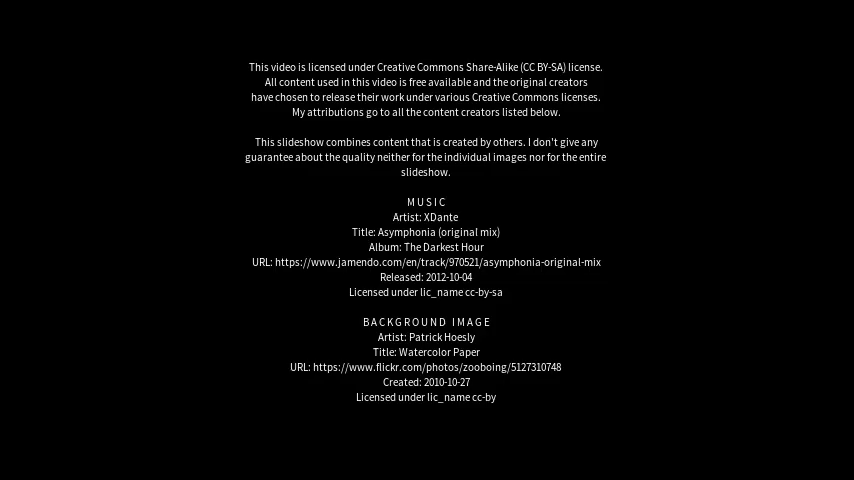 This video is licensed under Creative Commons Share-Alike (CC BY-SA) license.
All content used in this video is free available and the original creators
have chosen to release their work under various Creative Commons licenses.
My attributions go to all the content creators listed below.
This slideshow combines content that is created by others. I don't give any
guarantee about the quality neither for the individual images nor for the entire
slideshow.
MUSIC
Artist: XDante
Title: Asymphonia (original mix)
Album: The Darkest Hour
URL: https://www.jamendo.com/en/track/970521/asymphonia-original-mix
Released: 2012-10-04
Licensed under lic_name cc-by-sa
BACKGROUND IMAGE
Artist: Patrick Hoesly
Title: Watercolor Paper
URL: https://www.flickr.com/photos/zooboing/5127310748
Created: 2010-10-27
Licensed under lic_name cc-by